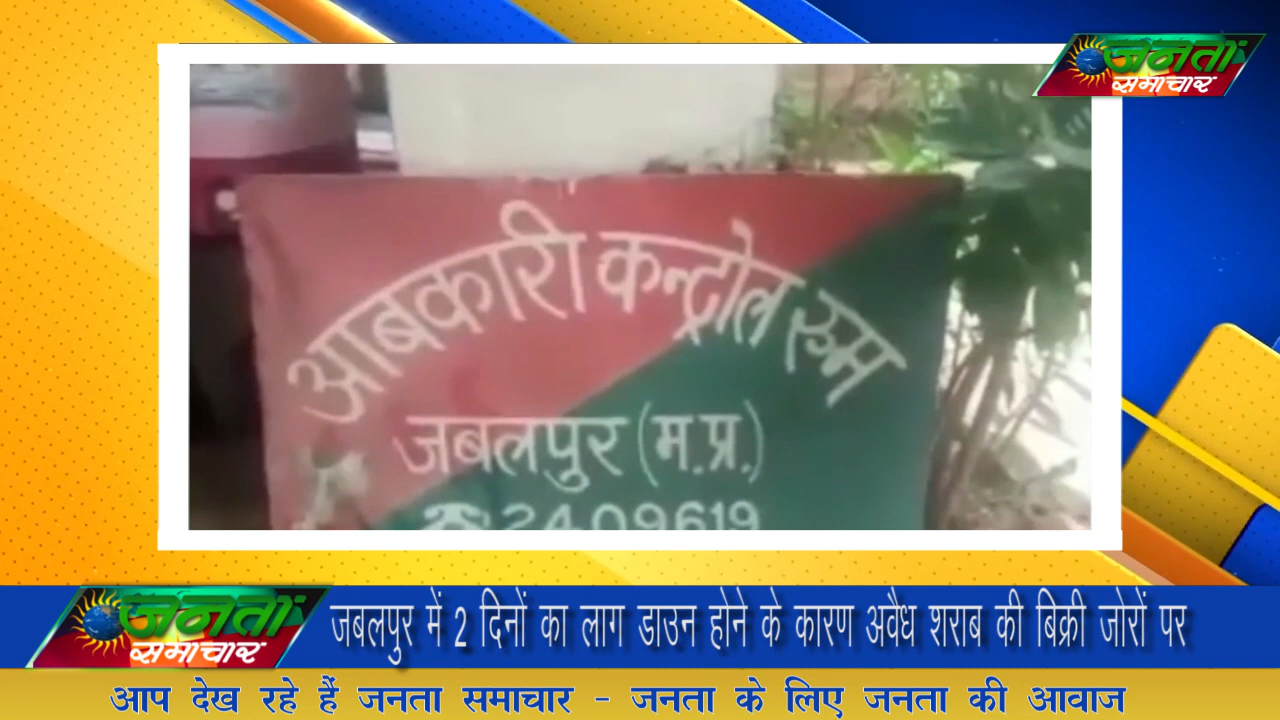 जनता
समाचार
आबकारी कन्ट्रोल रुम
जबलपुर (म.प्र.)
☎ 2409619
जनता
समाचार
जबलपुर में 2 दिनों का लाग डाउन होने के कारण अवैध शराब की बिक्री जोरों पर
आप देख रहे हैं जनता समाचार - जनता के लिए जनता की आवाज